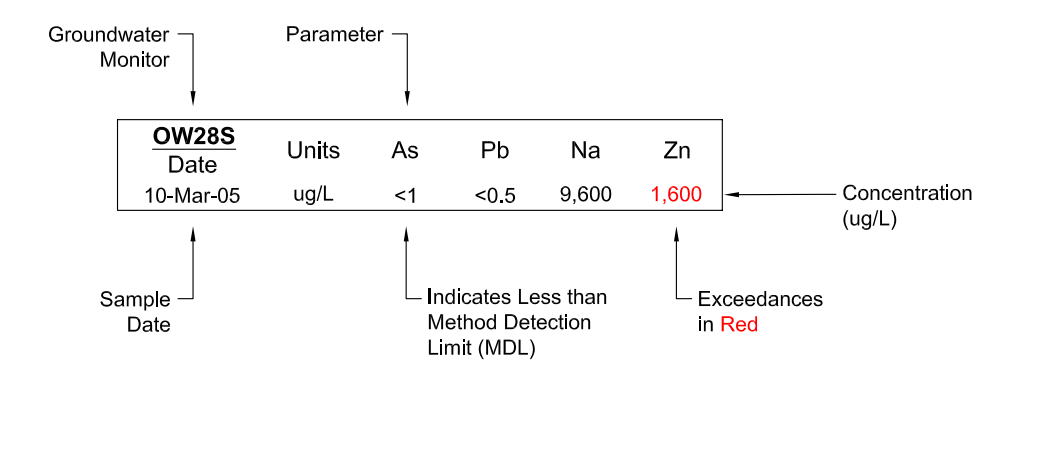 Groundwater
Monitor
Parameter
OW28S
Date
Units As Pb Na Zn
10-Mar-05 ug/L <1 <0.5 9,600 1,600
Concentration
(ug/L)
Sample
Date
Indicates Less than
Method Detection
Limit (MDL)
Exceedances
in Red